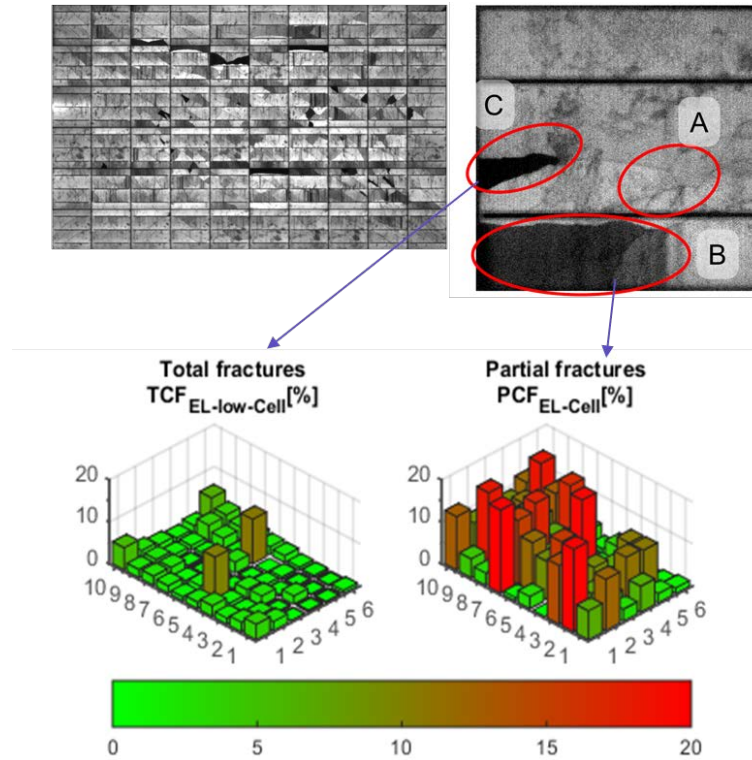 C
A
B
Total fractures
TCF_EL-low-Cell[%]
Partial fractures
PCF_EL-Cell[%]
20
10
0
10 9 8 7 6 5 4 3 2 1
1 2 3 4 5 6
20
10
0
10 9 8 7 6 5 4 3 2 1
1 2 3 4 5 6
0 5 10 15 20